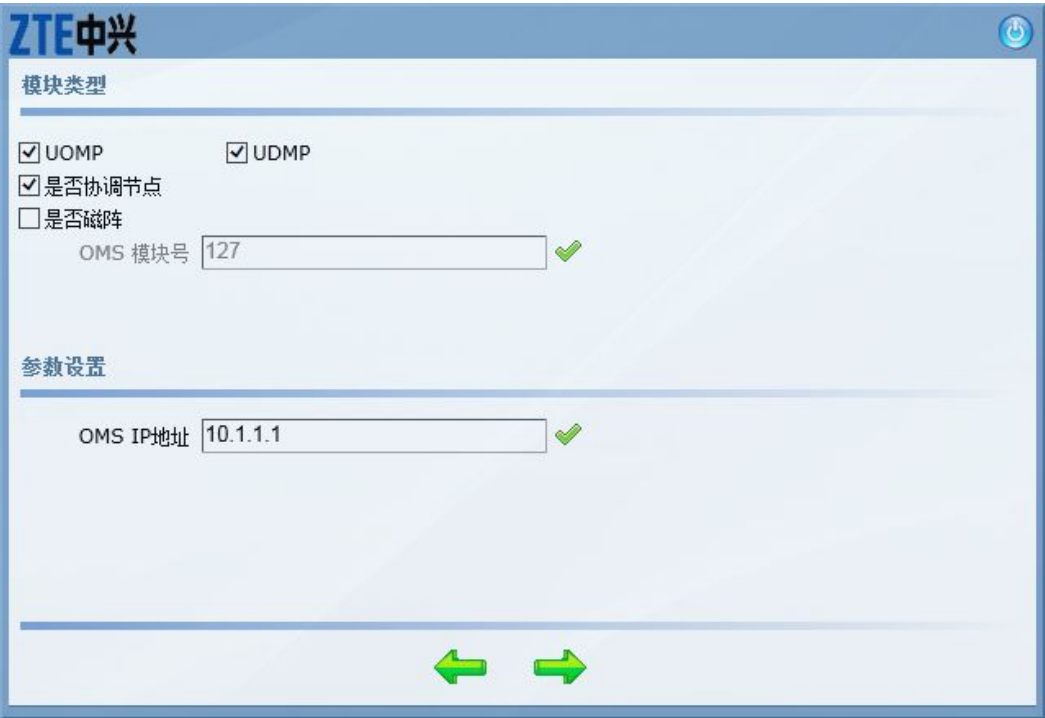 ZTE中兴
模块类型
UOMP UDMP
是否协调节点
是否磁阵
OMS 模块号 127
参数设置
OMS IP地址 10.1.1.1